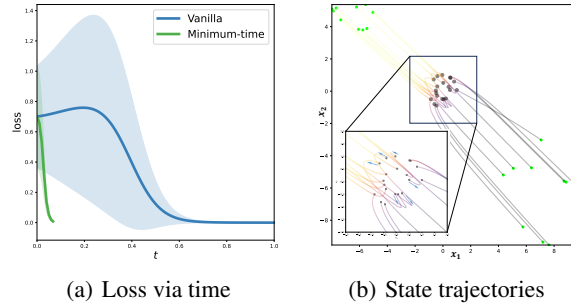 1.4
1.2
1.0
0.8
0.6
0.4
0.2
0.0
loss
Vanilla
Minimum-time
0.0 0.2 0.4 0.6 0.8 1.0
t
(a) Loss via time
4
2
0
-2
-4
-6
-8
x₂
-6 -4 -2 0 2 4 6 8
x₁
(b) State trajectories